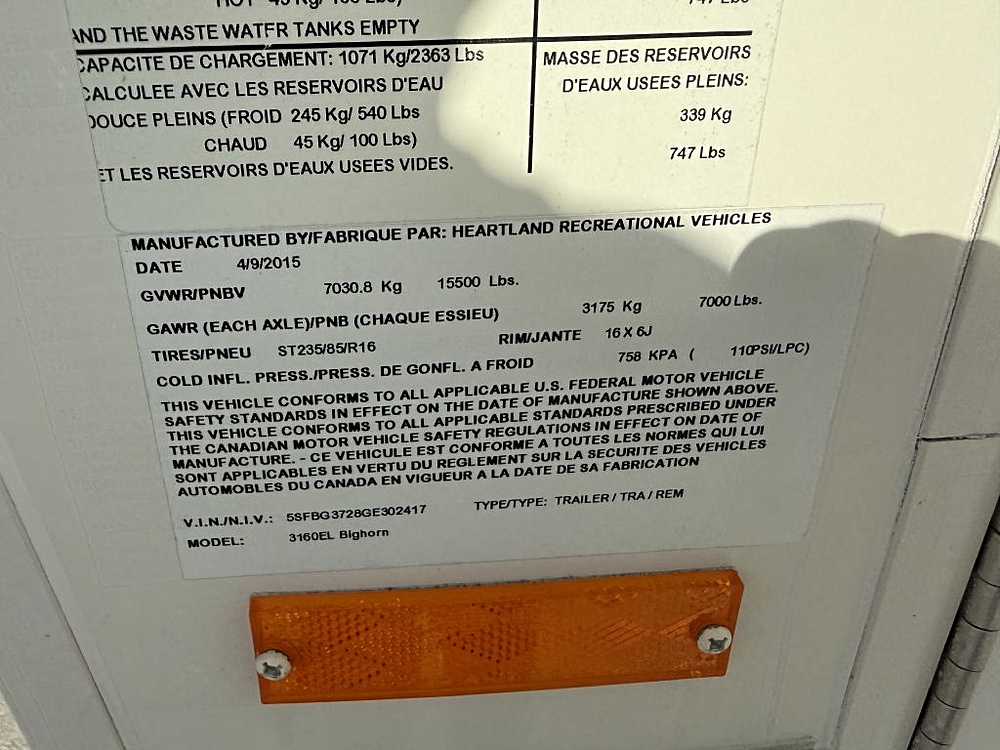 AND THE WASTE WATER TANKS EMPTY
CAPACITE DE CHARGEMENT: 1071 Kg/2363 Lbs
CALCULEE AVEC LES RESERVOIRS D'EAU
DOUCE PLEINS (FROID 245 Kg/ 540 Lbs
CHAUD 45 Kg/ 100 Lbs)
ET LES RESERVOIRS D'EAUX USEES VIDES.
747 Lbs
MASSE DES RESERVOIRS
D'EAUX USEES PLEINS:
339 Kg
747 Lbs
MANUFACTURED BY/FABRIQUE PAR: HEARTLAND RECREATIONAL VEHICLES
DATE 4/9/2015
GVWR/PNBV 7030.8 Kg 15500 Lbs.
GAWR (EACH AXLE)/PNB (CHAQUE ESSIEU) 3175 Kg 7000 Lbs.
TIRES/PNEU ST235/85/R16 RIM/JANTE 16 X 6J
COLD INFL. PRESS./PRESS. DE GONFL. A FROID 758 KPA ( 110PSI/LPC)
THIS VEHICLE CONFORMS TO ALL APPLICABLE U.S. FEDERAL MOTOR VEHICLE
SAFETY STANDARDS IN EFFECT ON THE DATE OF MANUFACTURE SHOWN ABOVE.
THIS VEHICLE CONFORMS TO ALL APPLICABLE STANDARDS PRESCRIBED UNDER
THE CANADIAN MOTOR VEHICLE SAFETY REGULATIONS IN EFFECT ON DATE OF
MANUFACTURE. - CE VEHICULE EST CONFORME A TOUTES LES NORMES QUI LUI
SONT APPLICABLES EN VERTU DU REGLEMENT SUR LA SECURITE DES VEHICLES
AUTOMOBILES DU CANADA EN VIGUEUR A LA DATE DE SA FABRICATION
V.I.N./N.I.V.: 5SFBG3728GE302417 TYPE/TYPE: TRAILER / TRA / REM
MODEL: 3160EL Bighorn